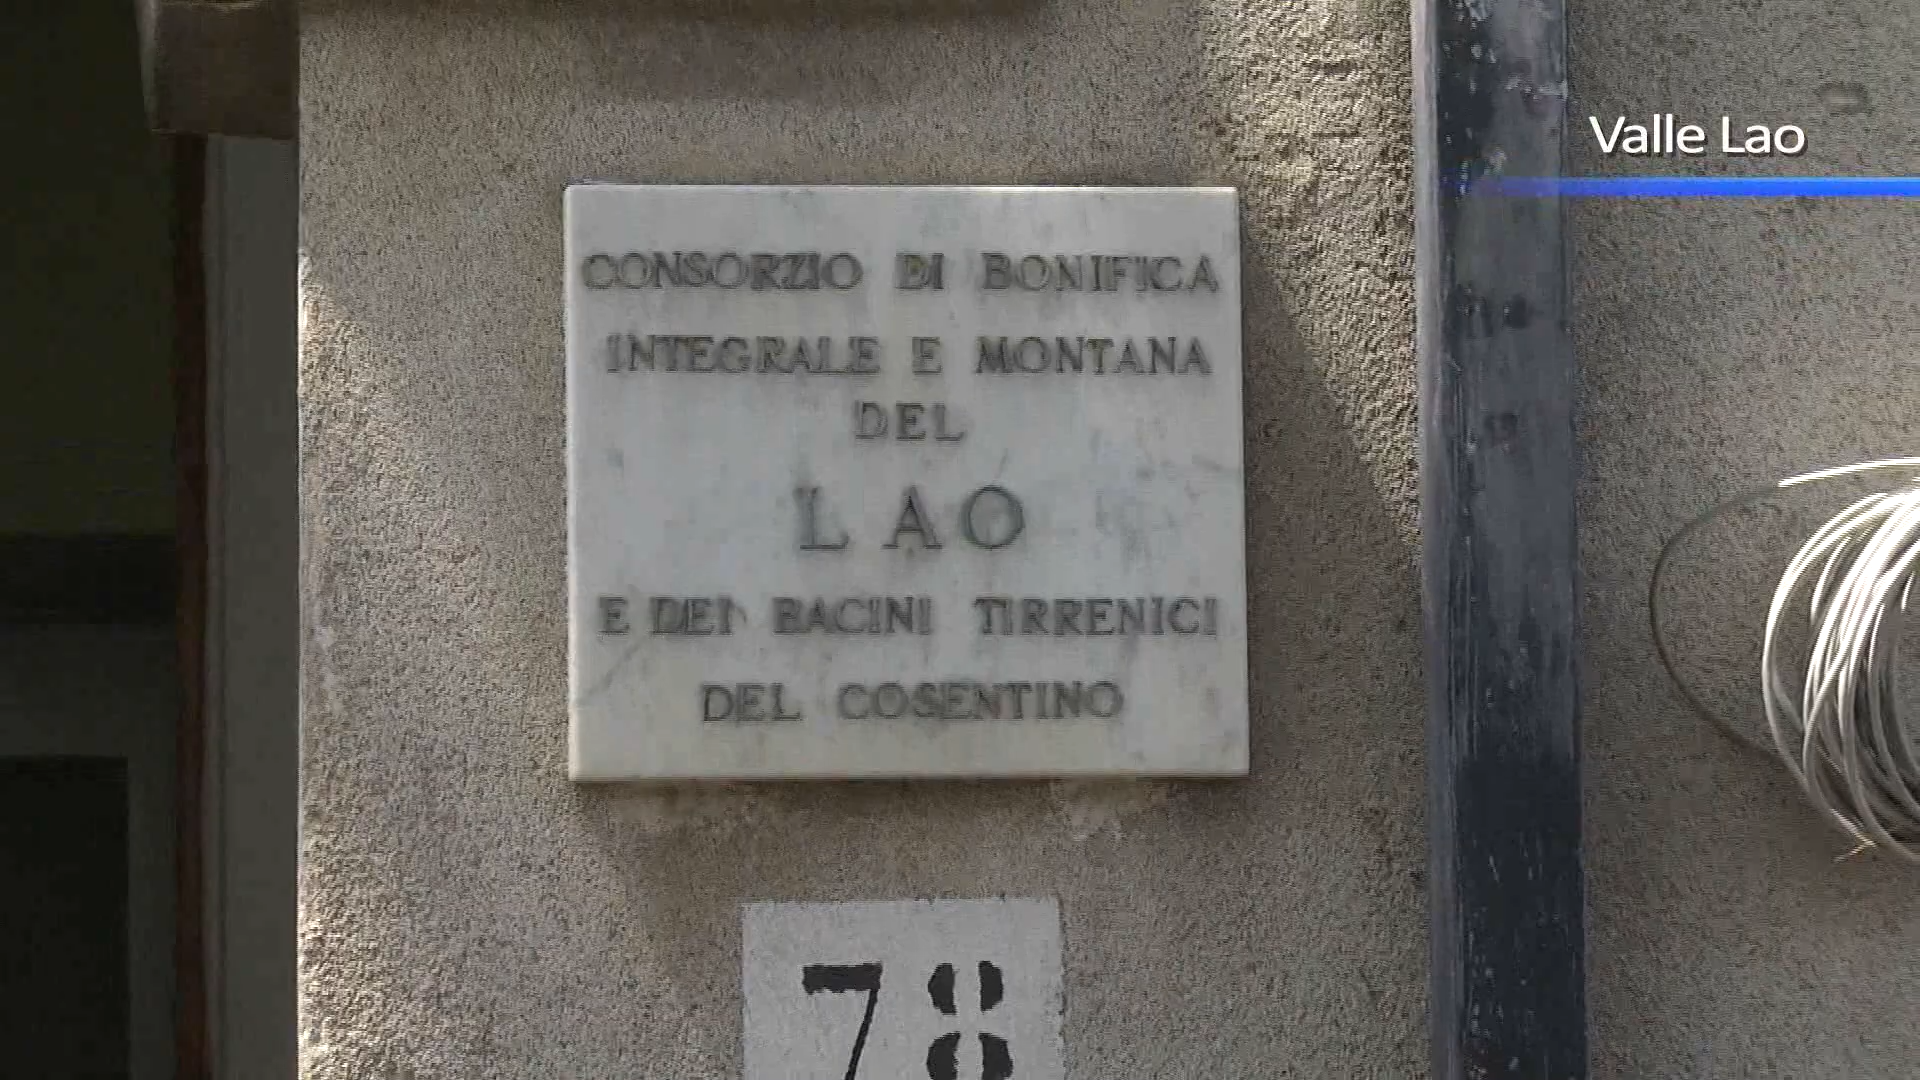 Valle Lao
CONSORZIO DI BONIFICA
INTEGRALE E MONTANA
DEL
LAO
E DEI BACINI TIRRENICI
DEL COSENTINO
78